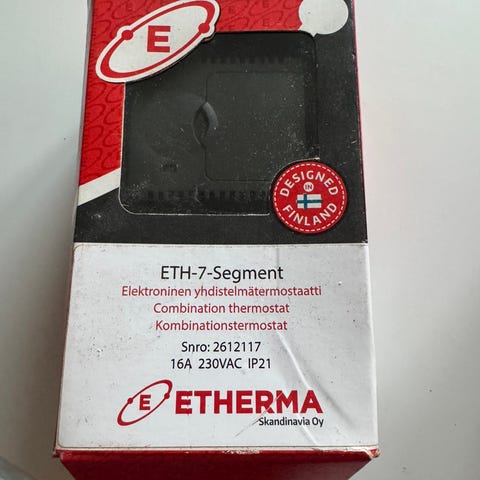 E
DESIGNED
IN
FINLAND
ETH-7-Segment
Elektroninen yhdistelmätermostaatti
Combination thermostat
Kombinationstermostat
Snro: 2612117
16A 230VAC IP21
E ETHERMA
Skandinavia Oy